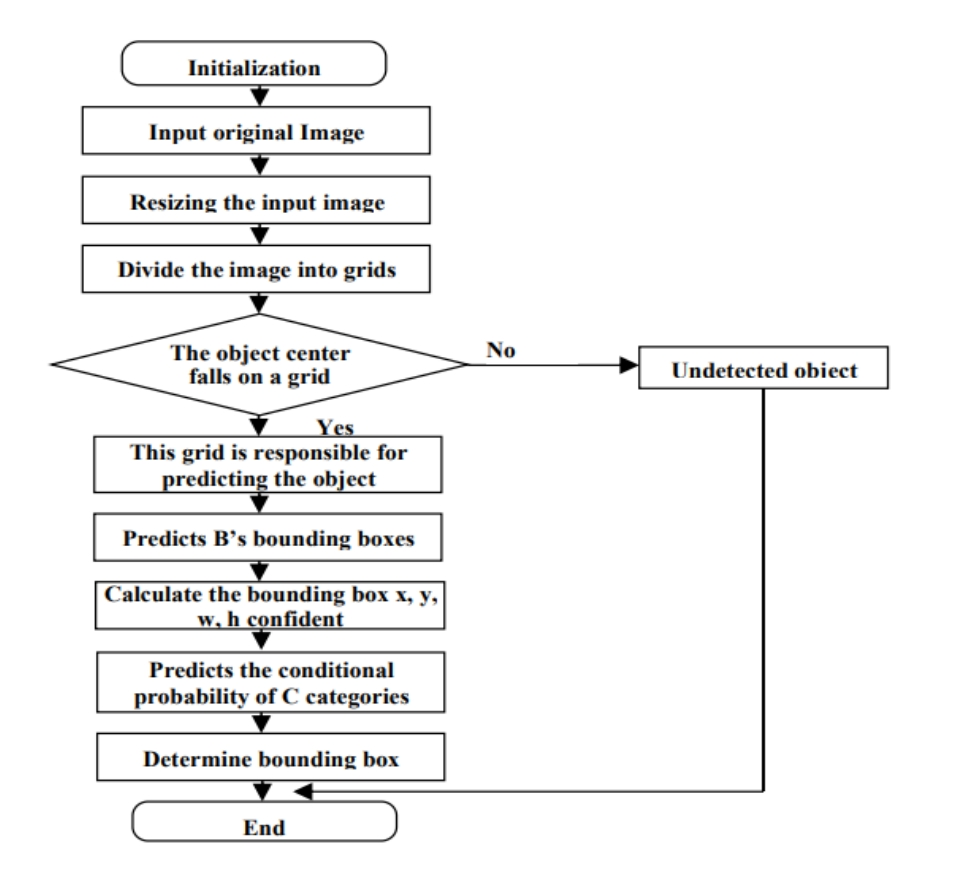 Initialization
Input original Image
Resizing the input image
Divide the image into grids
The object center
falls on a grid
No
Undetected obiect
Yes
This grid is responsible for
predicting the object
Predicts B’s bounding boxes
Calculate the bounding box x, y,
w, h confident
Predicts the conditional
probability of C categories
Determine bounding box
End